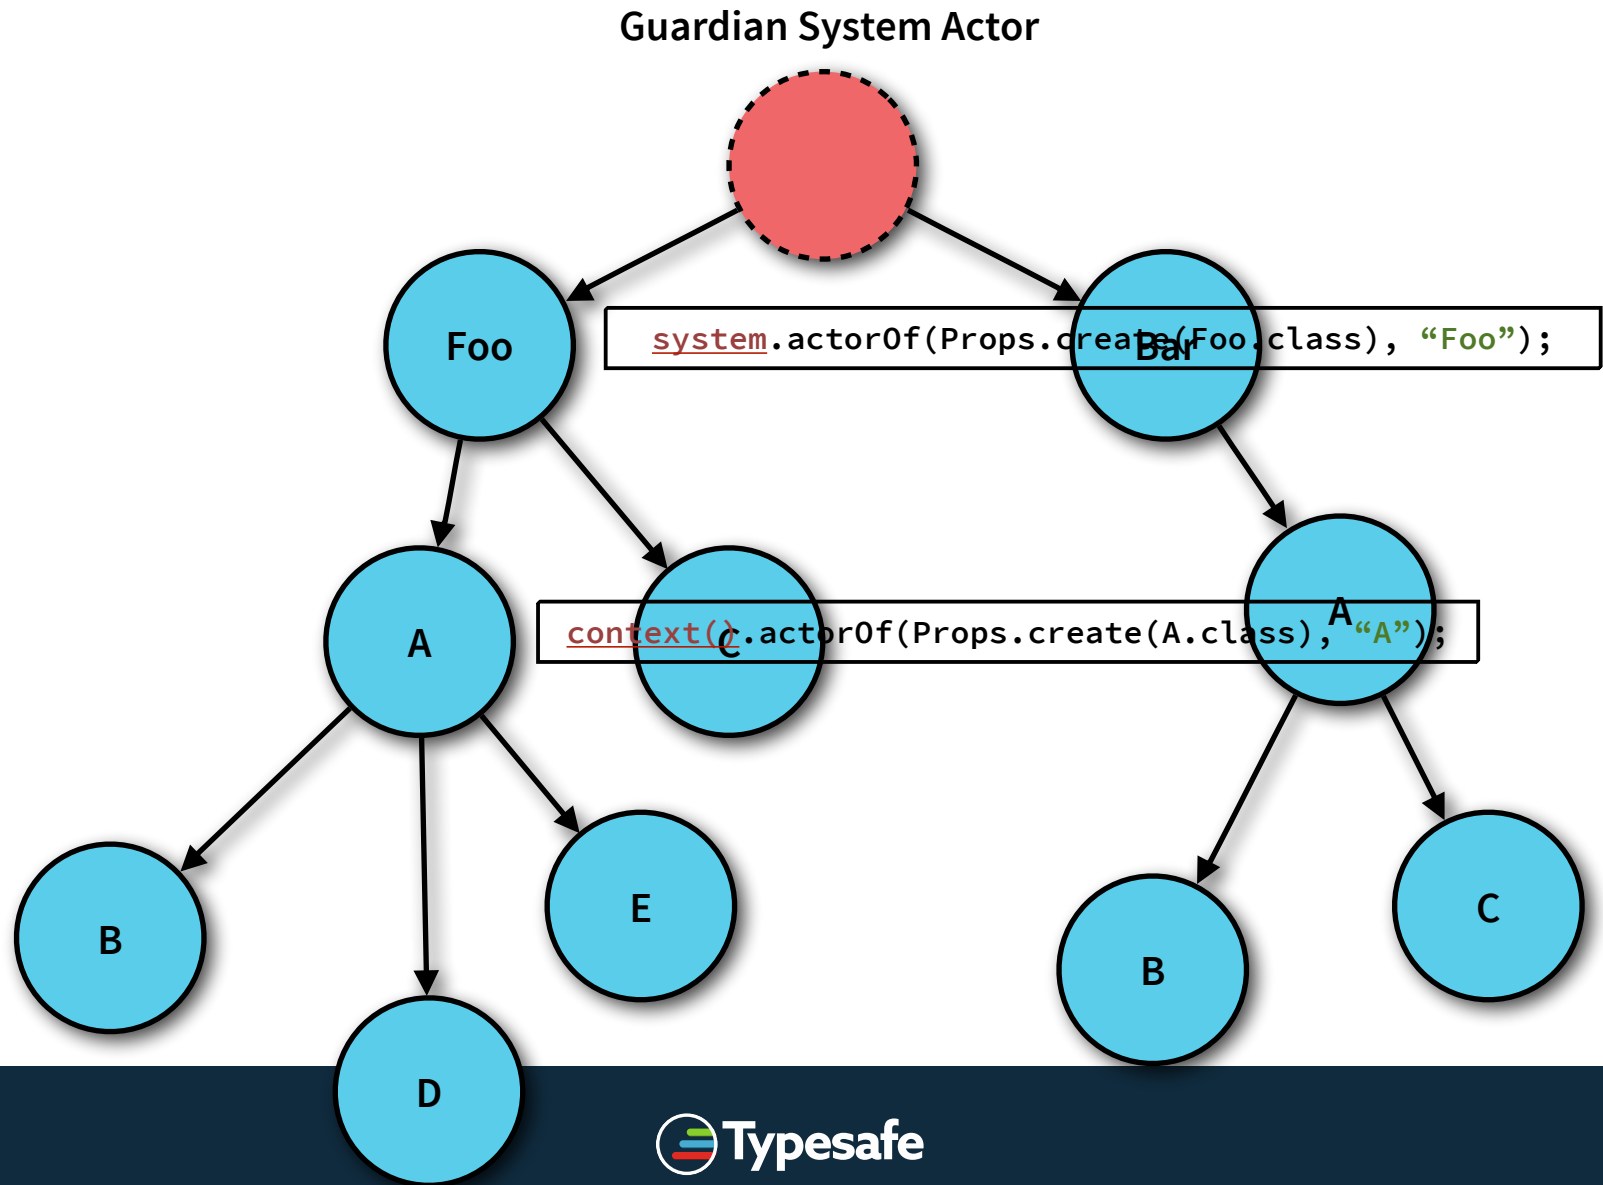 Guardian System Actor
Foo
system.actorOf(Props.create(Foo.class), “Foo”);
Bar
A
C
context().actorOf(Props.create(A.class), “A”);
A
B
D
E
B
C
Typesafe